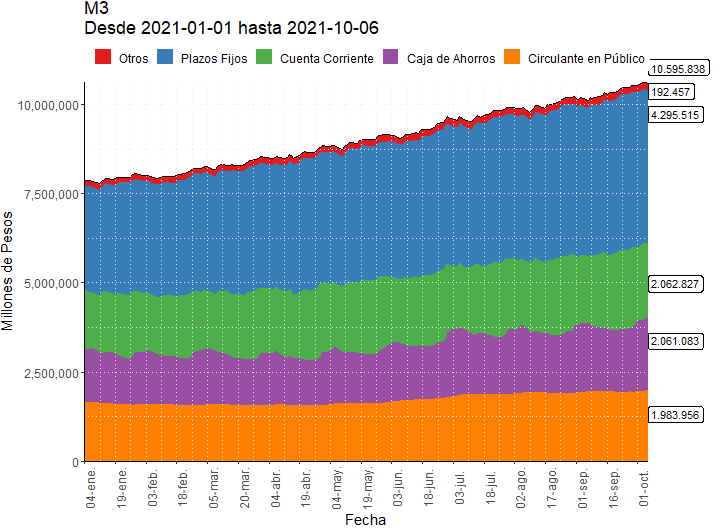 M3
Desde 2021-01-01 hasta 2021-10-06
Otros Plazos Fijos Cuenta Corriente Caja de Ahorros Circulante en Público
10.595.838
192.457
4.295.515
2.062.827
2.061.083
1.983.956
Millones de Pesos
10,000,000
7,500,000
5,000,000
2,500,000
0
04-ene. 19-ene. 03-feb. 18-feb. 05-mar. 20-mar. 04-abr. 19-abr. 04-may. 19-may. 03-jun. 18-jun. 03-jul. 18-jul. 02-ago. 17-ago. 01-sep. 16-sep. 01-oct.
Fecha